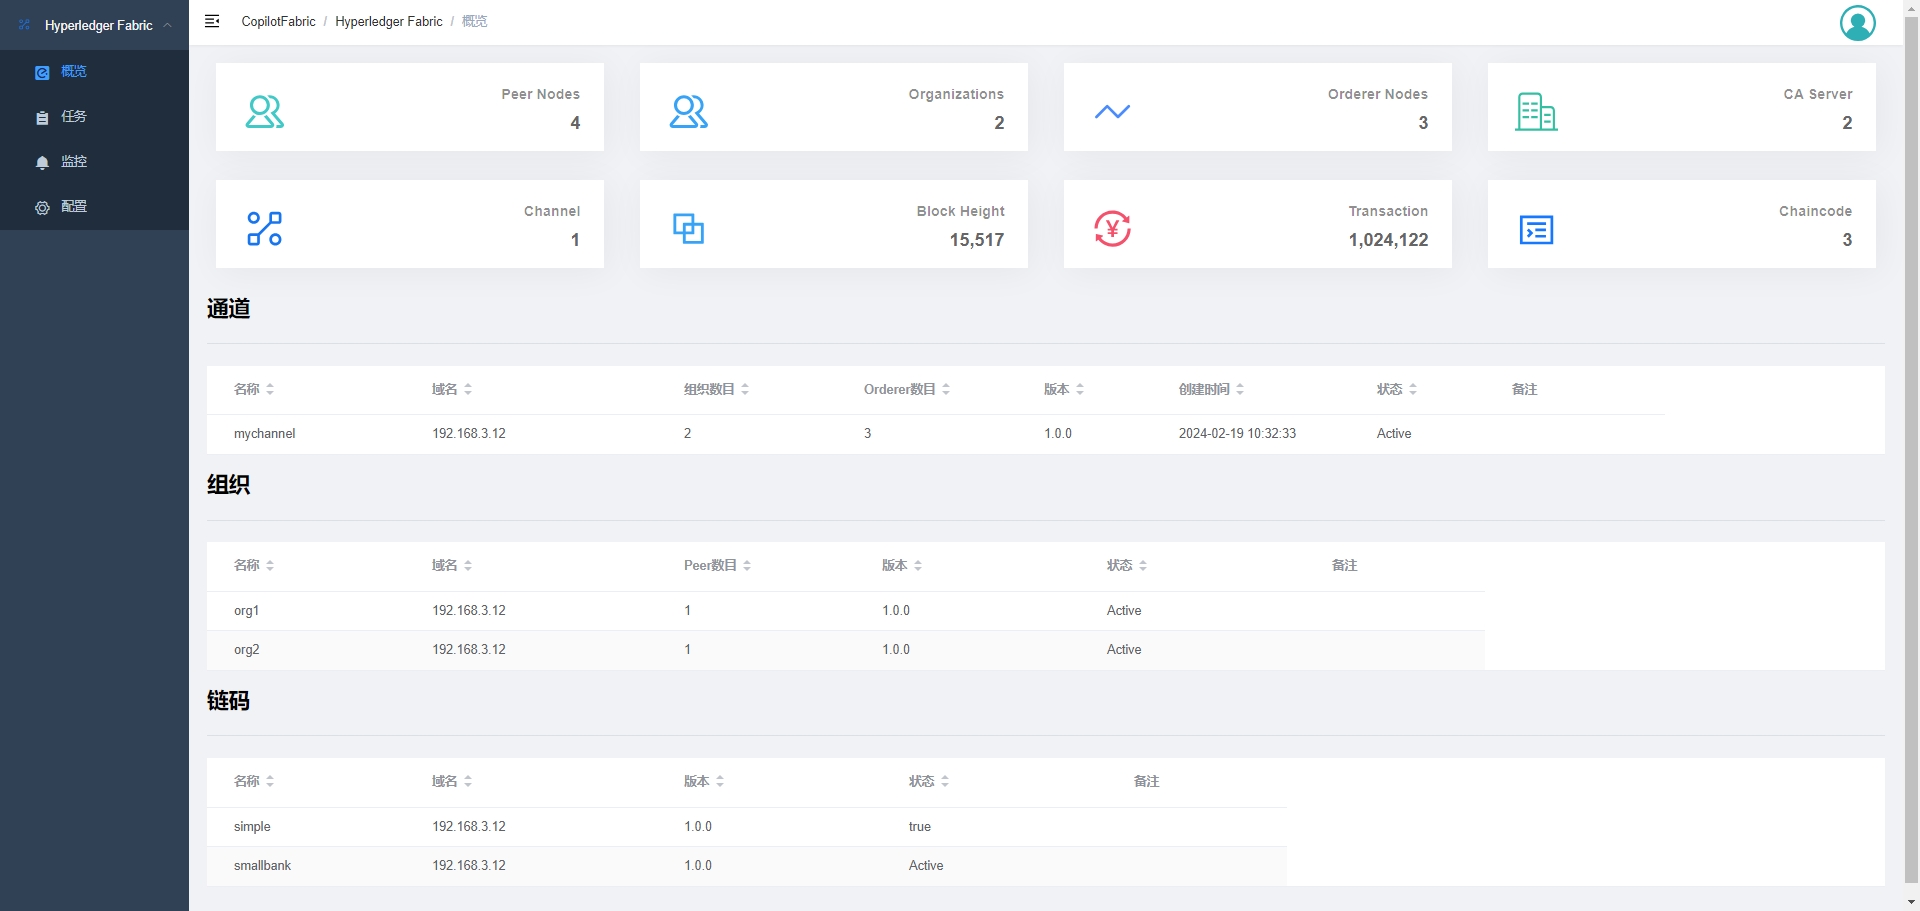 Hyperledger Fabric
概览
任务
监控
配置
CopilotFabric / Hyperledger Fabric / 概览
Peer Nodes
4
Organizations
2
Orderer Nodes
3
CA Server
2
Channel
1
Block Height
15,517
Transaction
1,024,122
Chaincode
3
通道
名称 域名 组织数目 Orderer数目 版本 创建时间 状态 备注
mychannel 192.168.3.12 2 3 1.0.0 2024-02-19 10:32:33 Active
组织
名称 域名 Peer数目 版本 状态 备注
org1 192.168.3.12 1 1.0.0 Active
org2 192.168.3.12 1 1.0.0 Active
链码
名称 域名 版本 状态 备注
simple 192.168.3.12 1.0.0 true
smallbank 192.168.3.12 1.0.0 Active